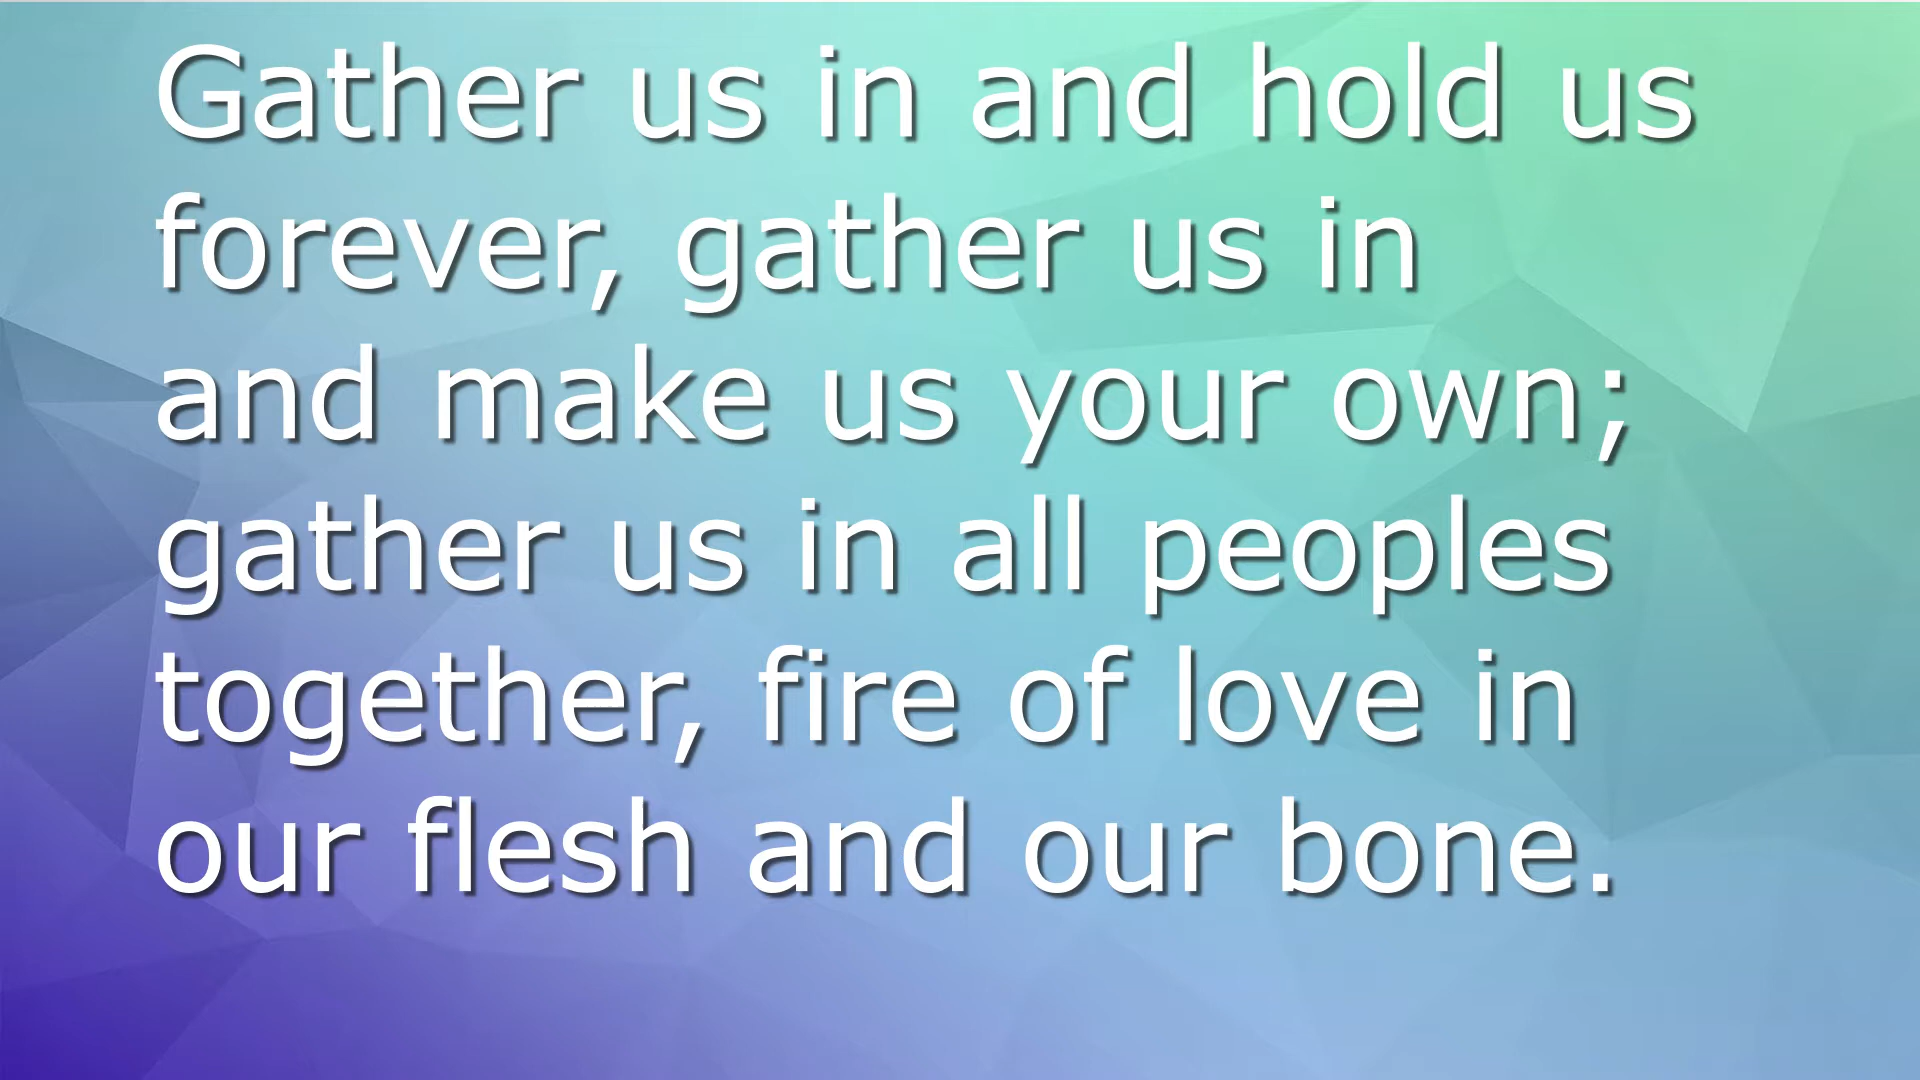 Gather us in and hold us
forever, gather us in
and make us your own;
gather us in all peoples
together, fire of love in
our flesh and our bone.